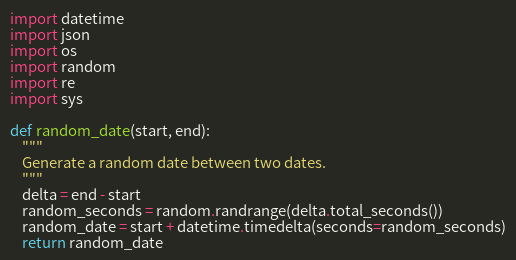 import datetime
import json
import os
import random
import re
import sys

def random_date(start, end):
    """
    Generate a random date between two dates.
    """
    delta = end - start
    random_seconds = random.randrange(delta.total_seconds())
    random_date = start + datetime.timedelta(seconds=random_seconds)
    return random_date